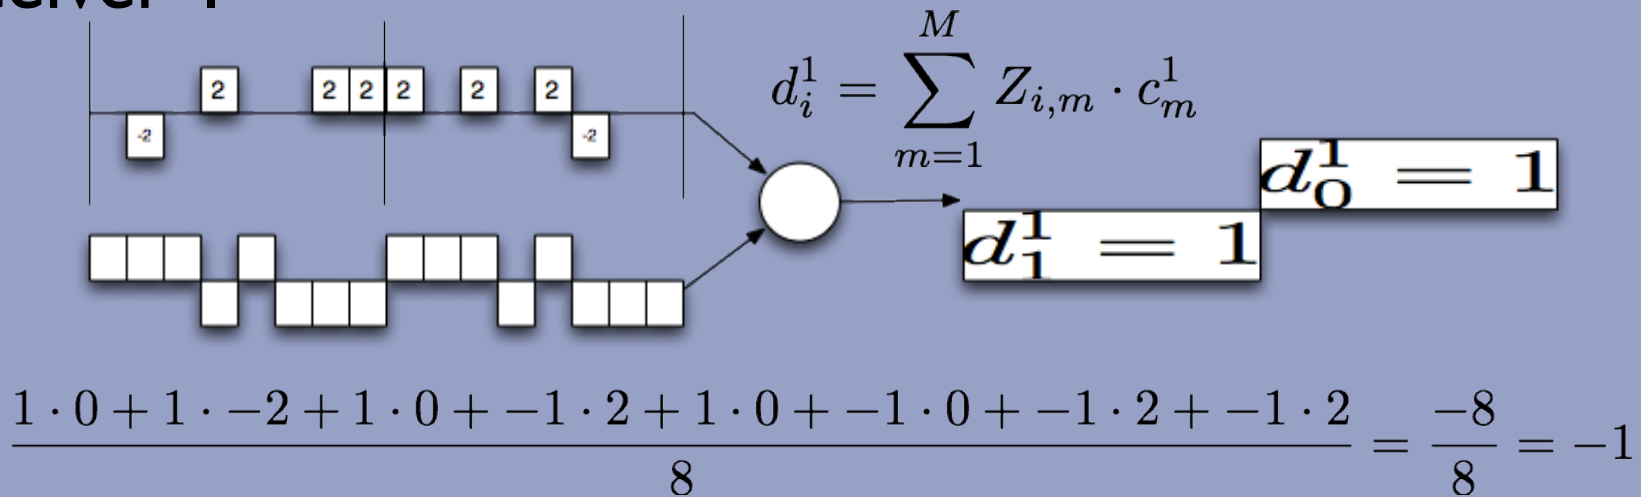 2 2 2 2 2 2
-2 -2
d_i^1 = \sum_{m=1}^{M} Z_{i,m} \cdot c_m^1
d_0^1 = 1
d_1^1 = 1
\frac{1 \cdot 0 + 1 \cdot -2 + 1 \cdot 0 + -1 \cdot 2 + 1 \cdot 0 + -1 \cdot 0 + -1 \cdot 2 + -1 \cdot 2}{8} = \frac{-8}{8} = -1